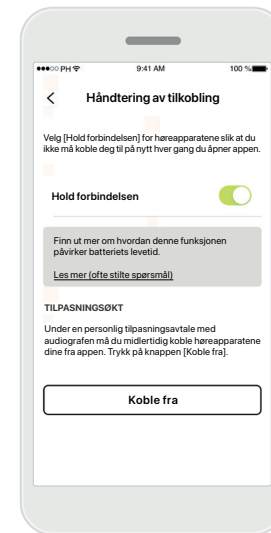 ●●●○○ PH 9:41 AM 100 %
Håndtering av tilkobling
Velg [Hold forbindelsen] for høreapparatene slik at du
ikke må koble deg til på nytt hver gang du åpner appen.
Hold forbindelsen
Finn ut mer om hvordan denne funksjonen
påvirker batteriets levetid.
Les mer (ofte stilte spørsmål)
TILPASNINGSØKT
Under en personlig tilpasningsavtale med
audiografen må du midlertidig koble høreapparatene
dine fra appen. Trykk på knappen [Koble fra].
Koble fra